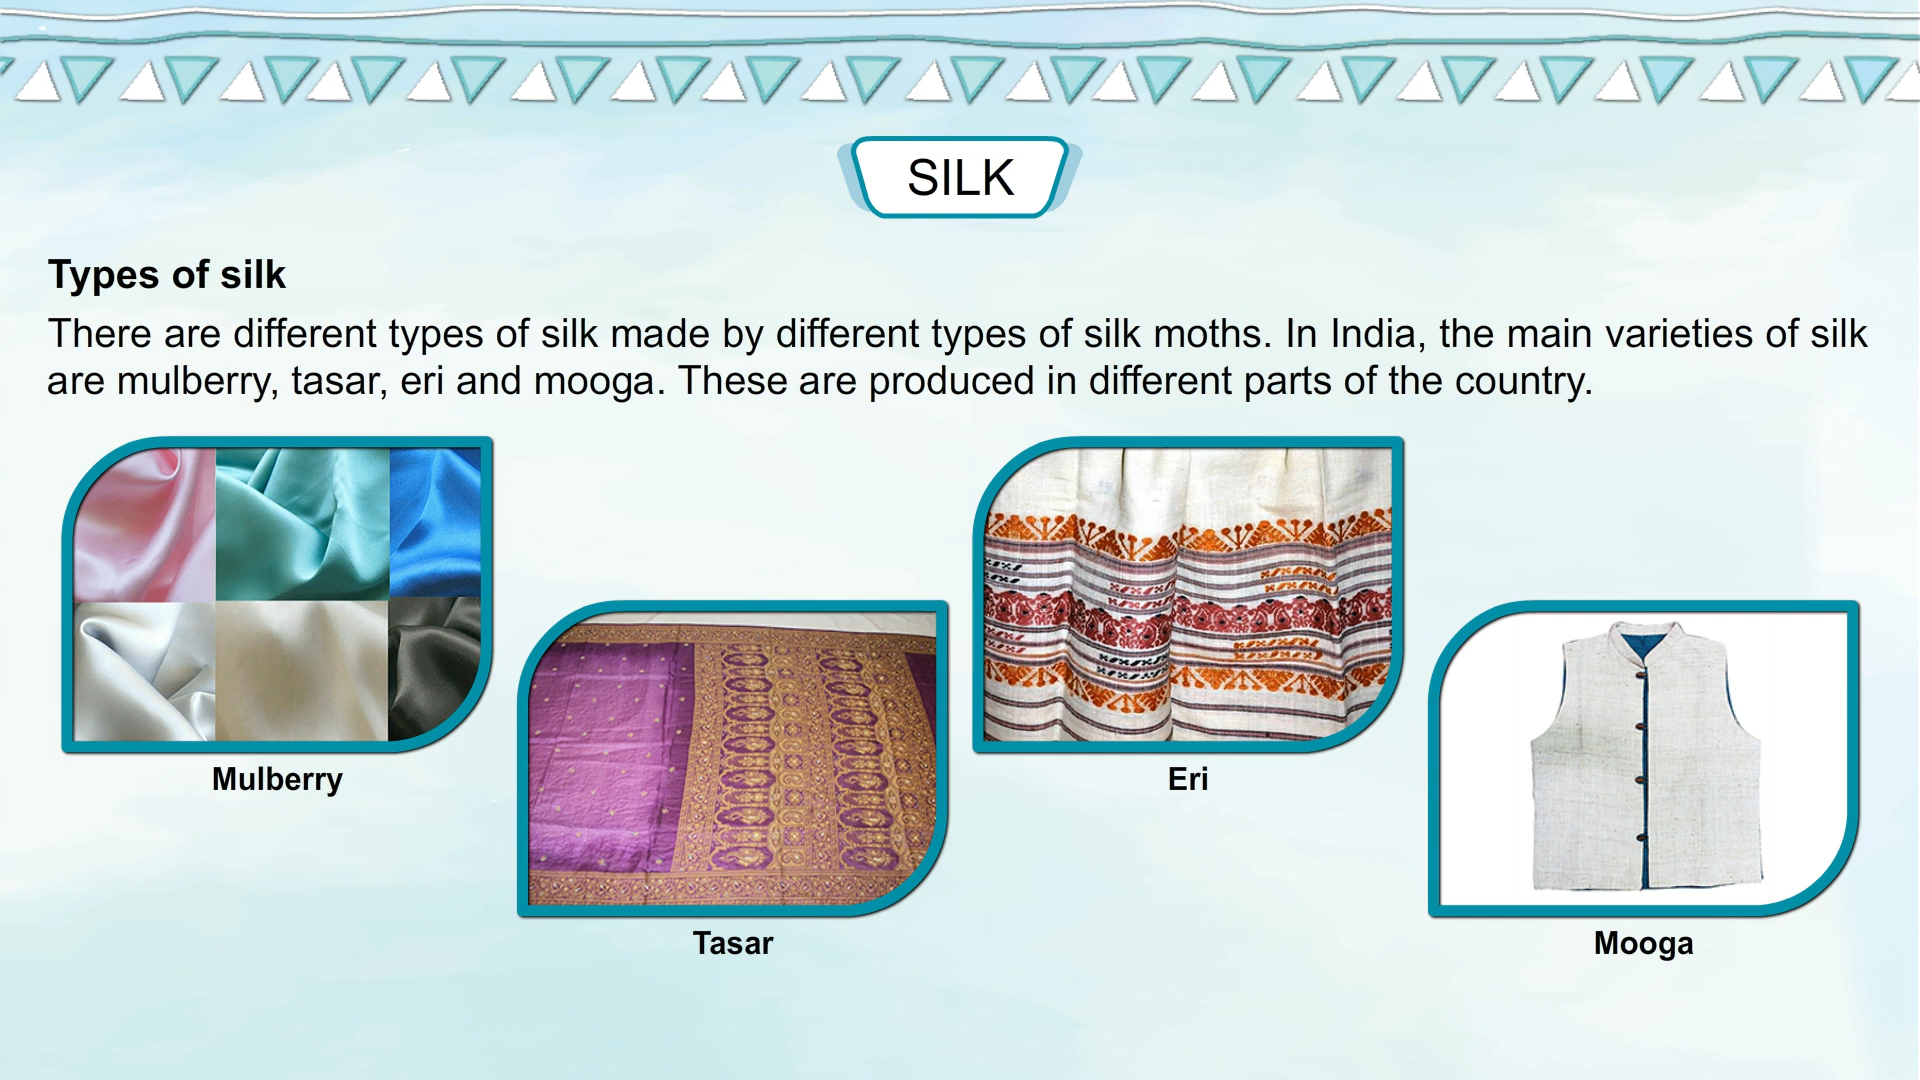 SILK
Types of silk
There are different types of silk made by different types of silk moths. In India, the main varieties of silk
are mulberry, tasar, eri and mooga. These are produced in different parts of the country.
Mulberry
Eri
Tasar
Mooga